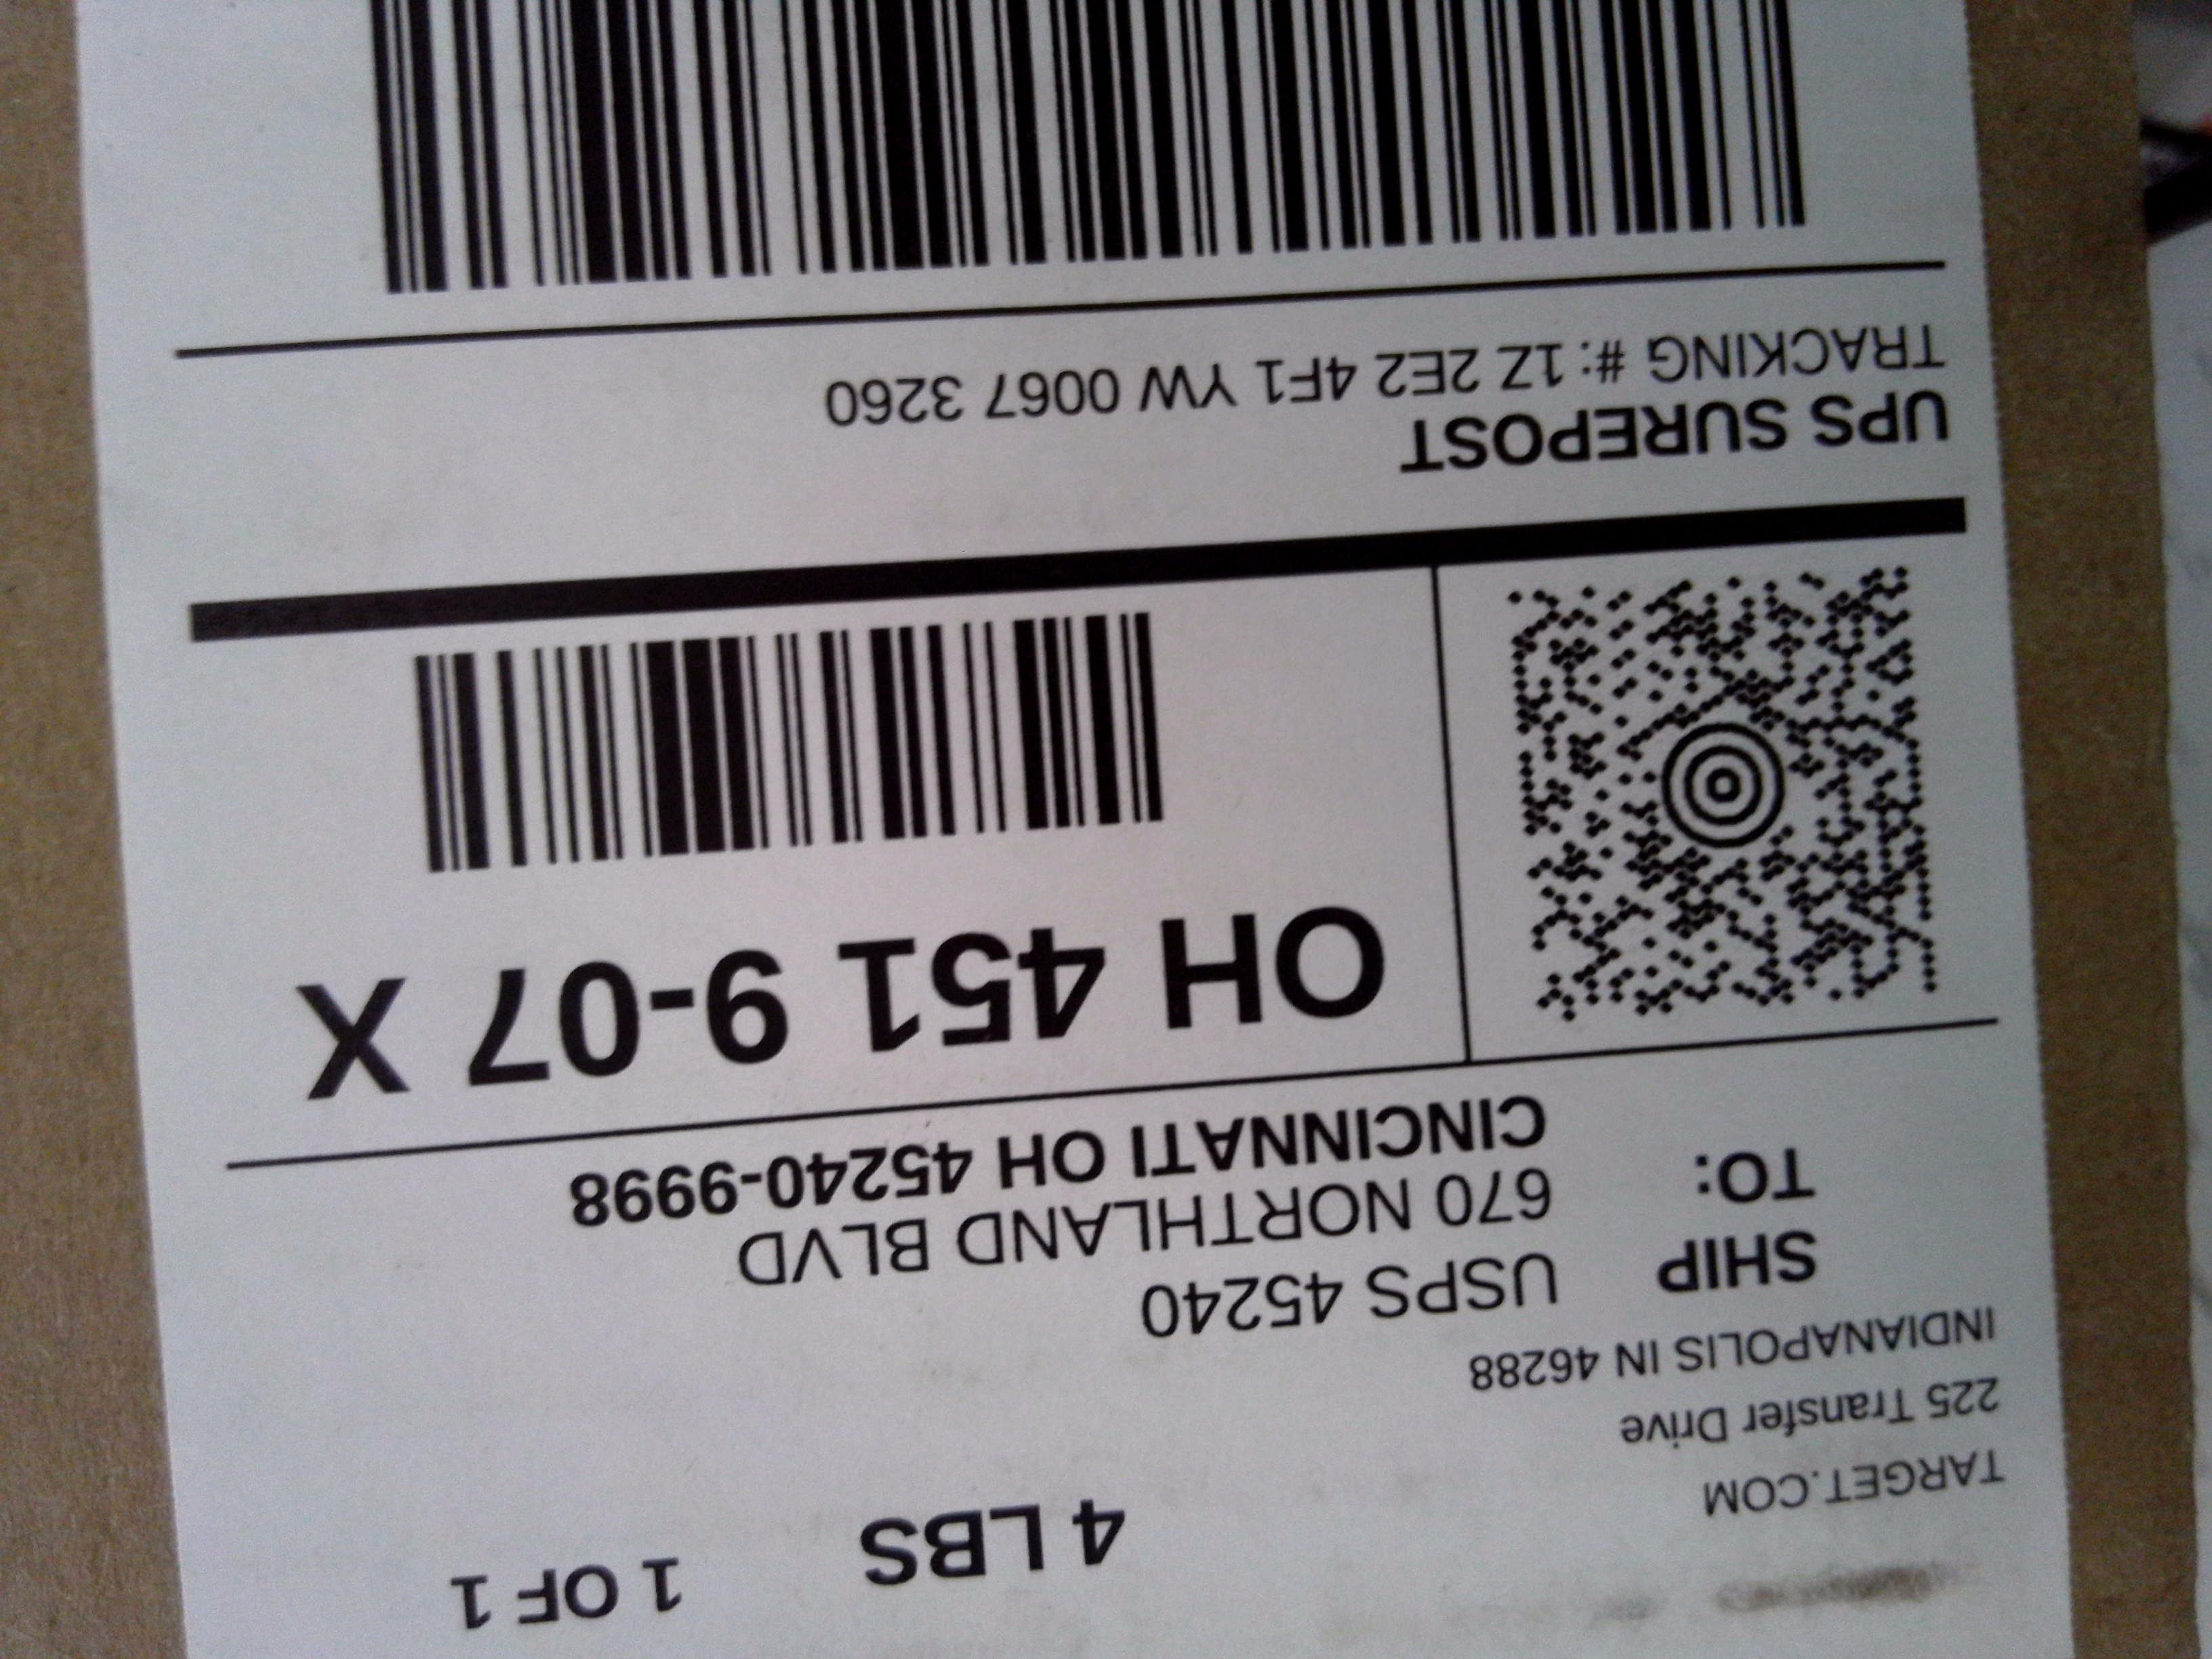 TARGET.COM
225 Transfer Drive
INDIANAPOLIS IN 46288
4 LBS
1 OF 1
SHIP
TO:
USPS 45240
670 NORTHLAND BLVD
CINCINNATI OH 45240-9998
OH 451 9-07 X
UPS SUREPOST
TRACKING #: 1Z 2E2 4F1 YW 0067 3260